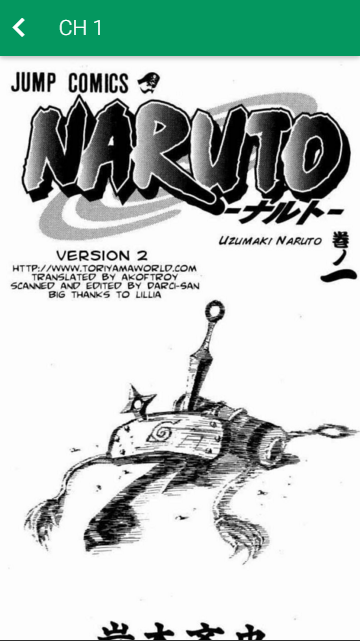 CH 1
JUMP COMICS
NARUTO
-ナルト-
UZUMAKI NARUTO
巻ノ一
VERSION 2
HTTP://WWW.TORIYAMAWORLD.COM
TRANSLATED BY AKOFTROY
SCANNED AND EDITED BY DARCI-SAN
BIG THANKS TO LILLIA